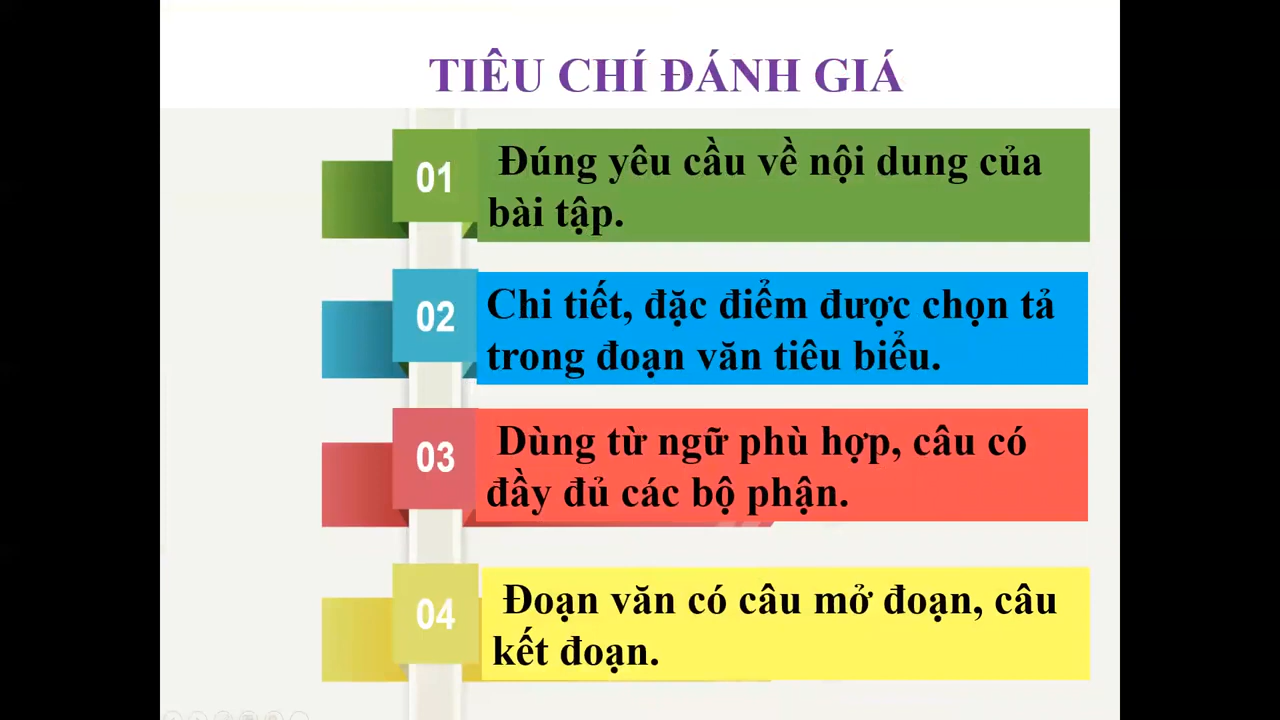 TIÊU CHÍ ĐÁNH GIÁ
01
Đúng yêu cầu về nội dung của
bài tập.
02
Chi tiết, đặc điểm được chọn tả
trong đoạn văn tiêu biểu.
03
Dùng từ ngữ phù hợp, câu có
đầy đủ các bộ phận.
04
Đoạn văn có câu mở đoạn, câu
kết đoạn.